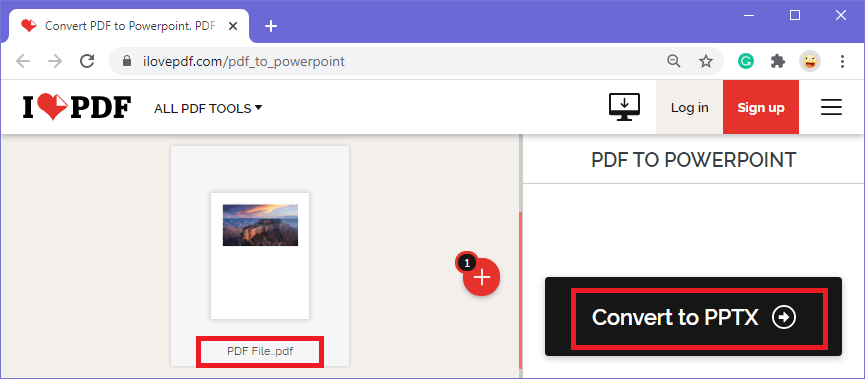 Convert PDF to Powerpoint. PDF
ilovepdf.com/pdf_to_powerpoint
I PDF
ALL PDF TOOLS
Log in
Sign up
PDF TO POWERPOINT
1
Convert to PPTX
PDF File..pdf